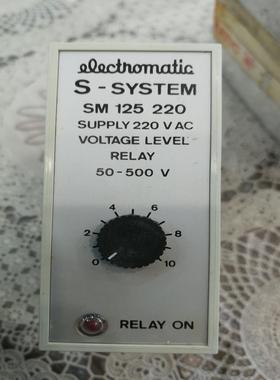 electromatic
S - SYSTEM
SM 125 220
SUPPLY 220 V AC
VOLTAGE LEVEL
RELAY
50 - 500 V
4 6
2 8
0 10
RELAY ON